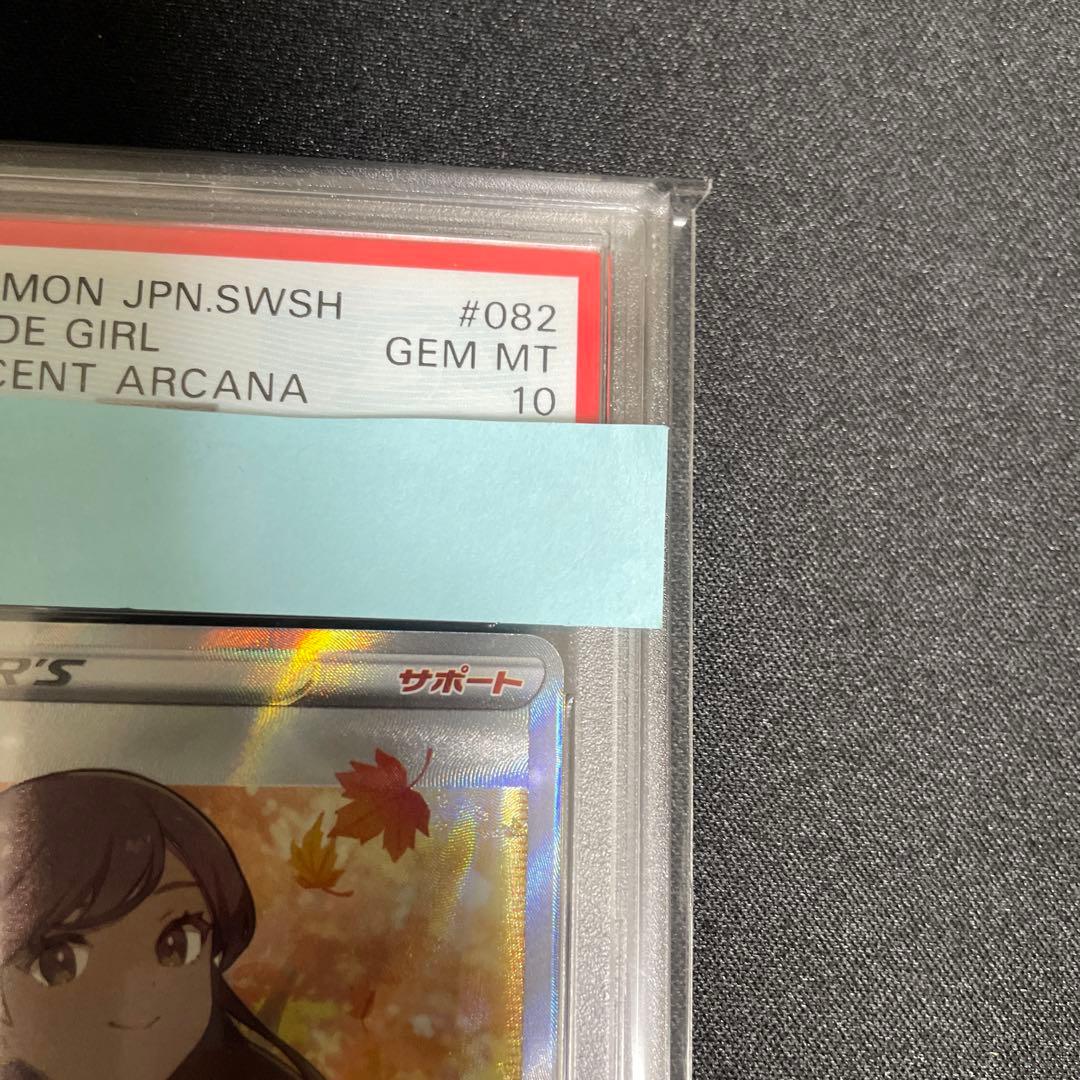 MON JPN.SWSH #082
DE GIRL GEM MT
CENT ARCANA 10
R'S サポート